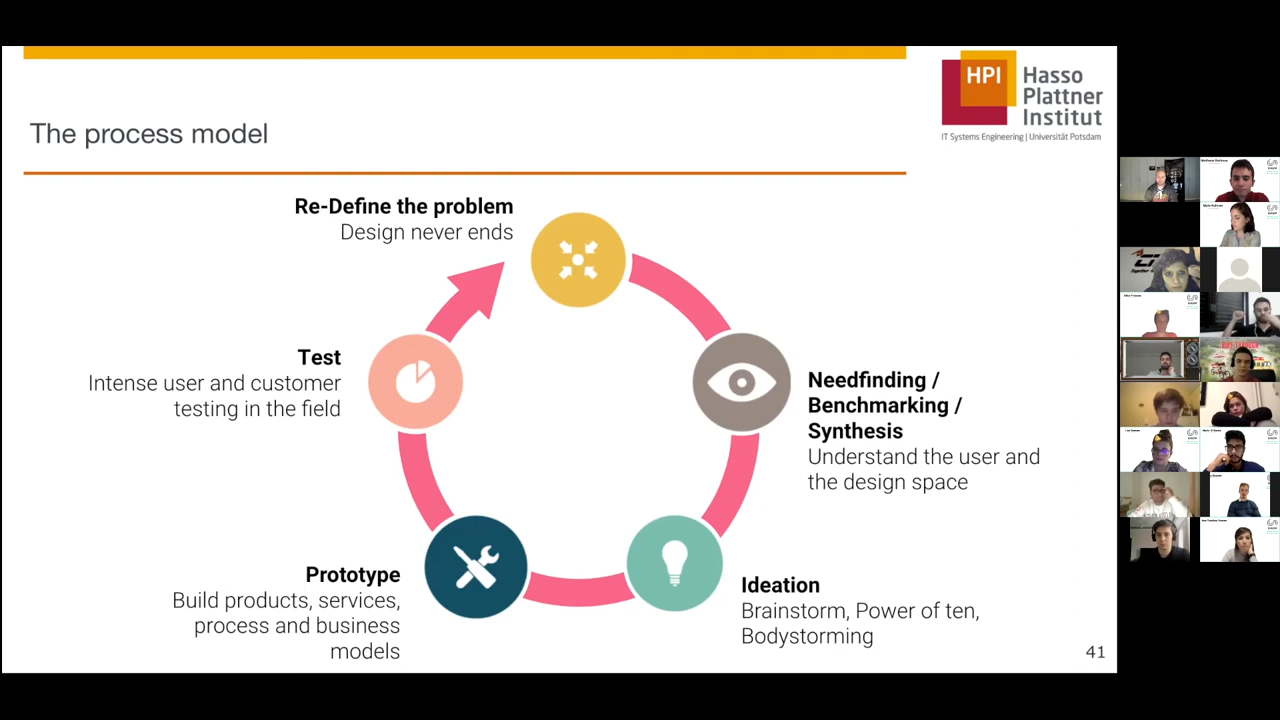 HPI Hasso
Plattner
Institut
IT Systems Engineering | Universität Potsdam
The process model
Re-Define the problem
Design never ends
Needfinding /
Benchmarking /
Synthesis
Understand the user and
the design space
Ideation
Brainstorm, Power of ten,
Bodystorming
Prototype
Build products, services,
process and business
models
Test
Intense user and customer
testing in the field
41